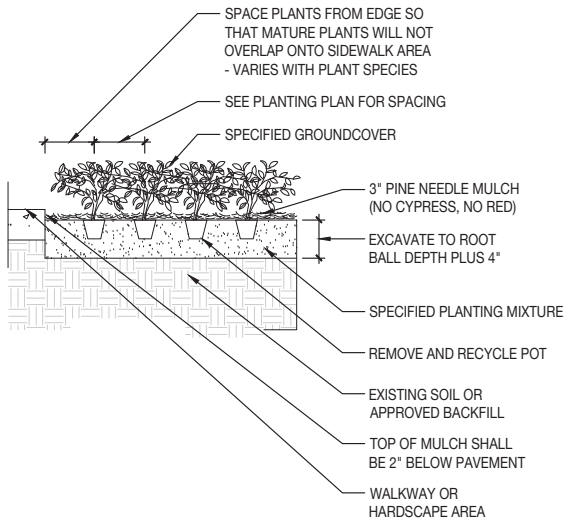 SPACE PLANTS FROM EDGE SO
THAT MATURE PLANTS WILL NOT
OVERLAP ONTO SIDEWALK AREA
- VARIES WITH PLANT SPECIES
SEE PLANTING PLAN FOR SPACING
SPECIFIED GROUNDCOVER
3" PINE NEEDLE MULCH
(NO CYPRESS, NO RED)
EXCAVATE TO ROOT
BALL DEPTH PLUS 4"
SPECIFIED PLANTING MIXTURE
REMOVE AND RECYCLE POT
EXISTING SOIL OR
APPROVED BACKFILL
TOP OF MULCH SHALL
BE 2" BELOW PAVEMENT
WALKWAY OR
HARDSCAPE AREA